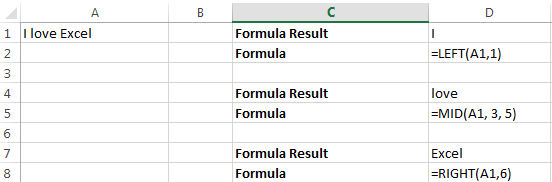 A B C D
1 I love Excel Formula Result I
2 Formula =LEFT(A1,1)
3
4 Formula Result love
5 Formula =MID(A1, 3, 5)
6
7 Formula Result Excel
8 Formula =RIGHT(A1,6)